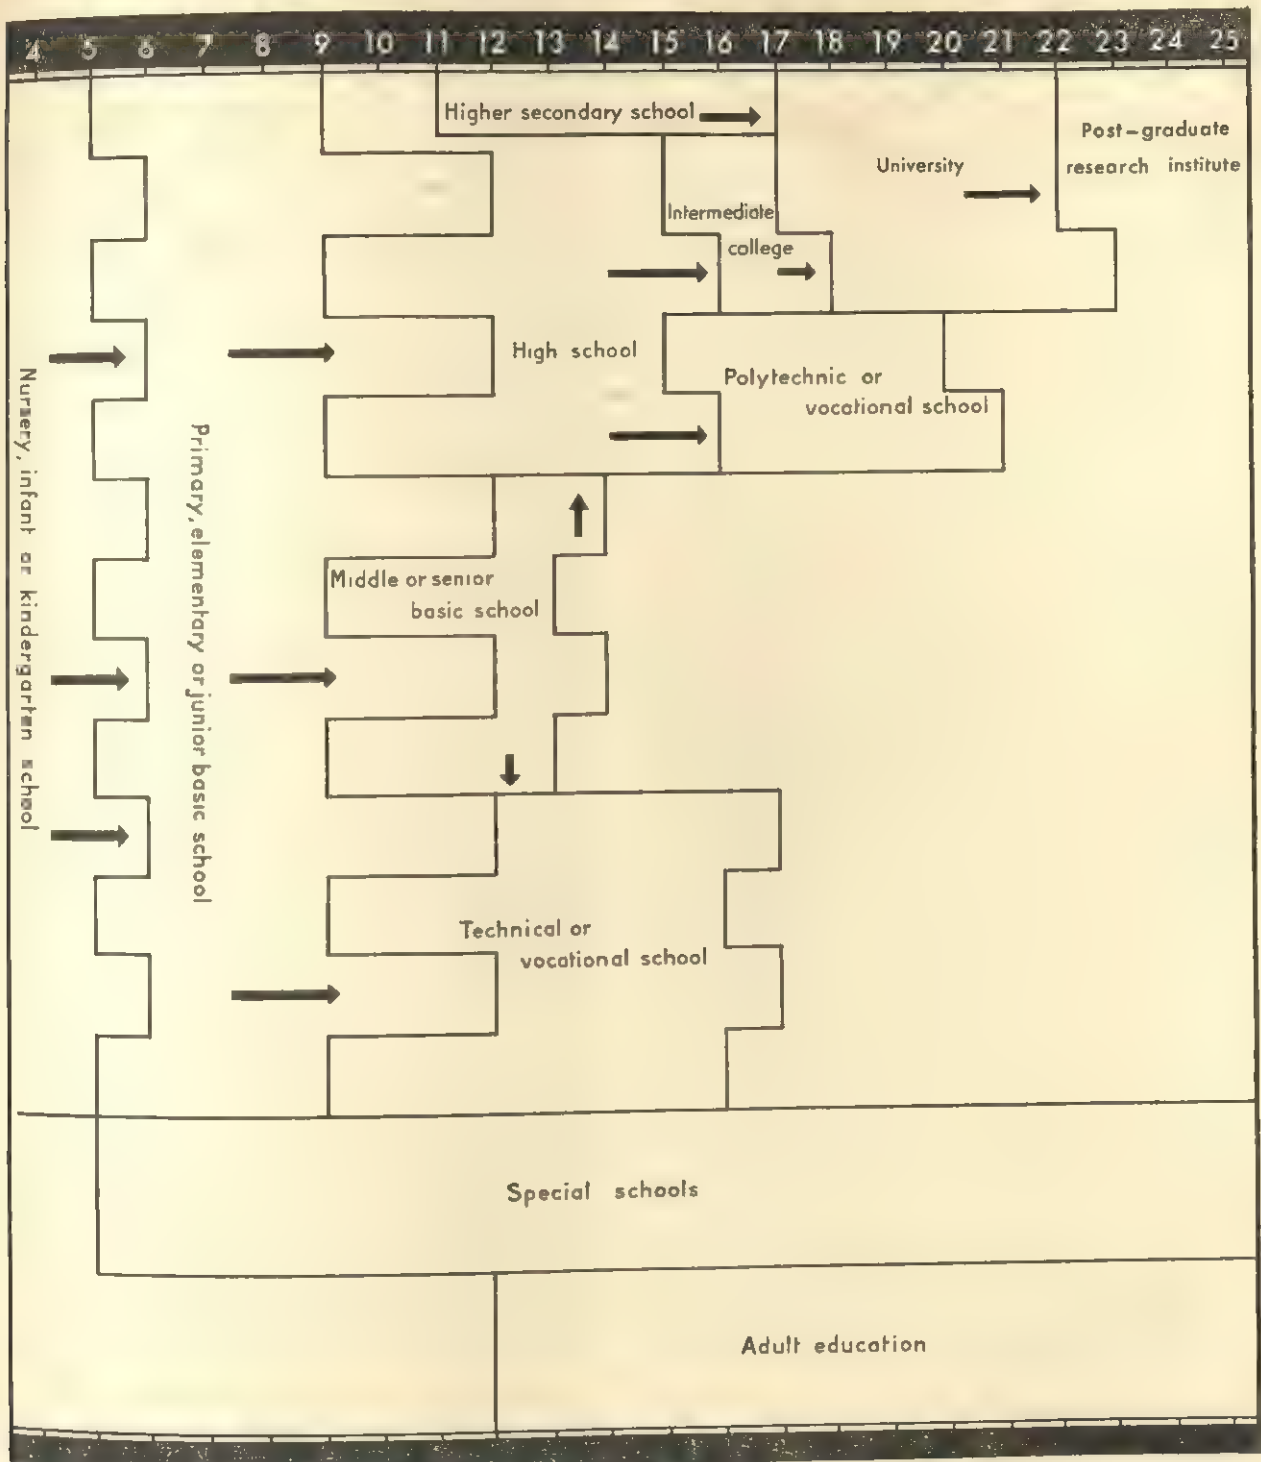 4 5 6 7 8 9 10 11 12 13 14 15 16 17 18 19 20 21 22 23 24 25
Higher secondary school
Post-graduate
research institute
University
Intermediate
college
High school
Polytechnic or
vocational school
Nursery, infant or kindergarten school
Primary, elementary or junior basic school
Middle or senior
basic school
Technical or
vocational school
Special schools
Adult education